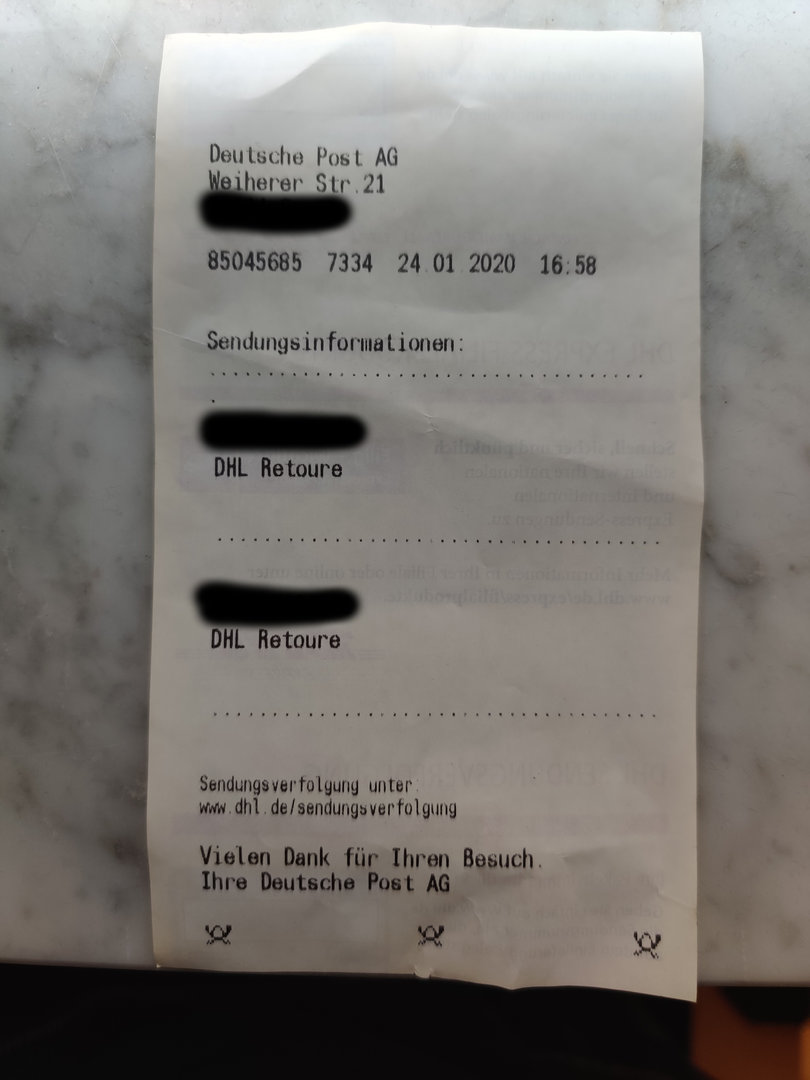 Deutsche Post AG
Weiherer Str.21
85045685 7334 24.01.2020 16:58
Sendungsinformationen:
DHL Retoure
DHL Retoure
Sendungsverfolgung unter:
www.dhl.de/sendungsverfolgung
Vielen Dank für Ihren Besuch.
Ihre Deutsche Post AG